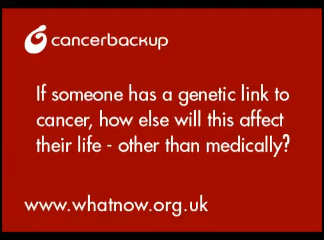 cancerbackup
If someone has a genetic link to
cancer, how else will this affect
their life - other than medically?
www.whatnow.org.uk